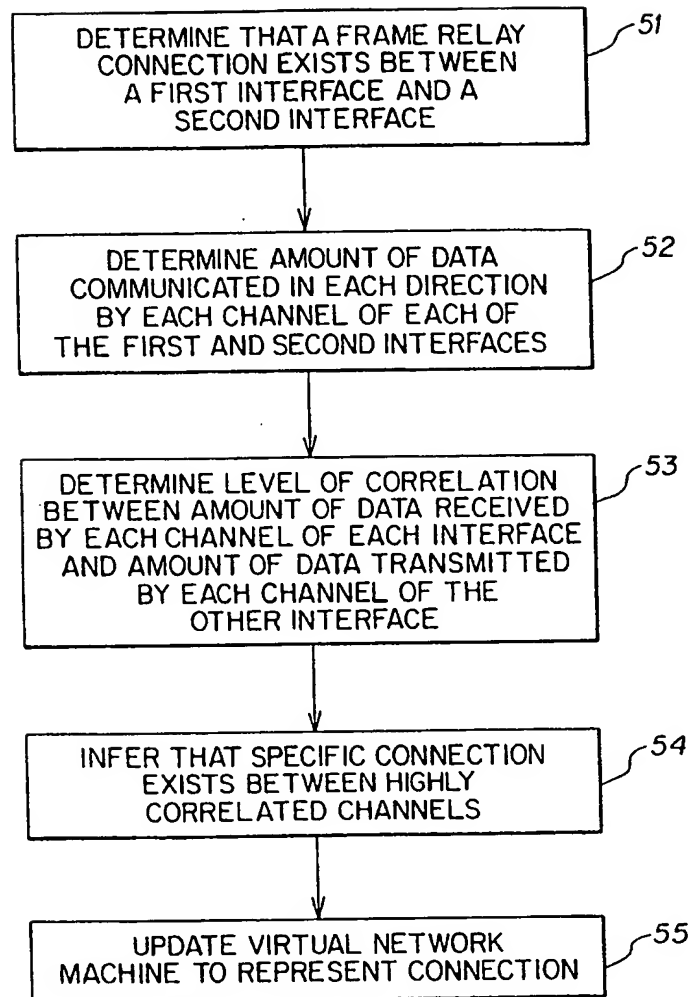 DETERMINE THAT A FRAME RELAY
CONNECTION EXISTS BETWEEN
A FIRST INTERFACE AND A
SECOND INTERFACE
51
DETERMINE AMOUNT OF DATA
COMMUNICATED IN EACH DIRECTION
BY EACH CHANNEL OF EACH OF
THE FIRST AND SECOND INTERFACES
52
DETERMINE LEVEL OF CORRELATION
BETWEEN AMOUNT OF DATA RECEIVED
BY EACH CHANNEL OF EACH INTERFACE
AND AMOUNT OF DATA TRANSMITTED
BY EACH CHANNEL OF THE
OTHER INTERFACE
53
INFER THAT SPECIFIC CONNECTION
EXISTS BETWEEN HIGHLY
CORRELATED CHANNELS
54
UPDATE VIRTUAL NETWORK
MACHINE TO REPRESENT CONNECTION
55